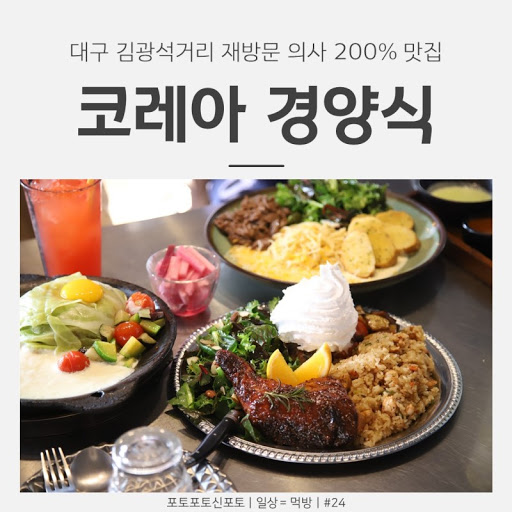 대구 김광석거리 재방문 의사 200% 맛집
코레아 경양식
포토포토신포토 | 일상 = 먹방 | #24